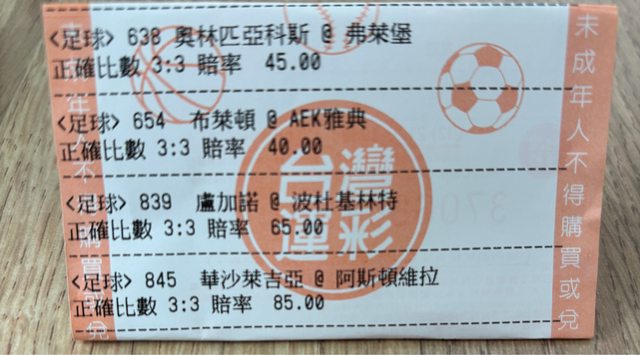 <足球> 638 奧林匹亞科斯 @ 弗萊堡
正確比數 3:3 賠率 45.00
<足球> 654 布萊頓 @ AEK雅典
正確比數 3:3 賠率 40.00
<足球> 839 盧加諾 @ 波杜基林特
正確比數 3:3 賠率 65.00
<足球> 845 華沙萊吉亞 @ 阿斯頓維拉
正確比數 3:3 賠率 85.00
台灣
運彩
未成年人不得購買或兌